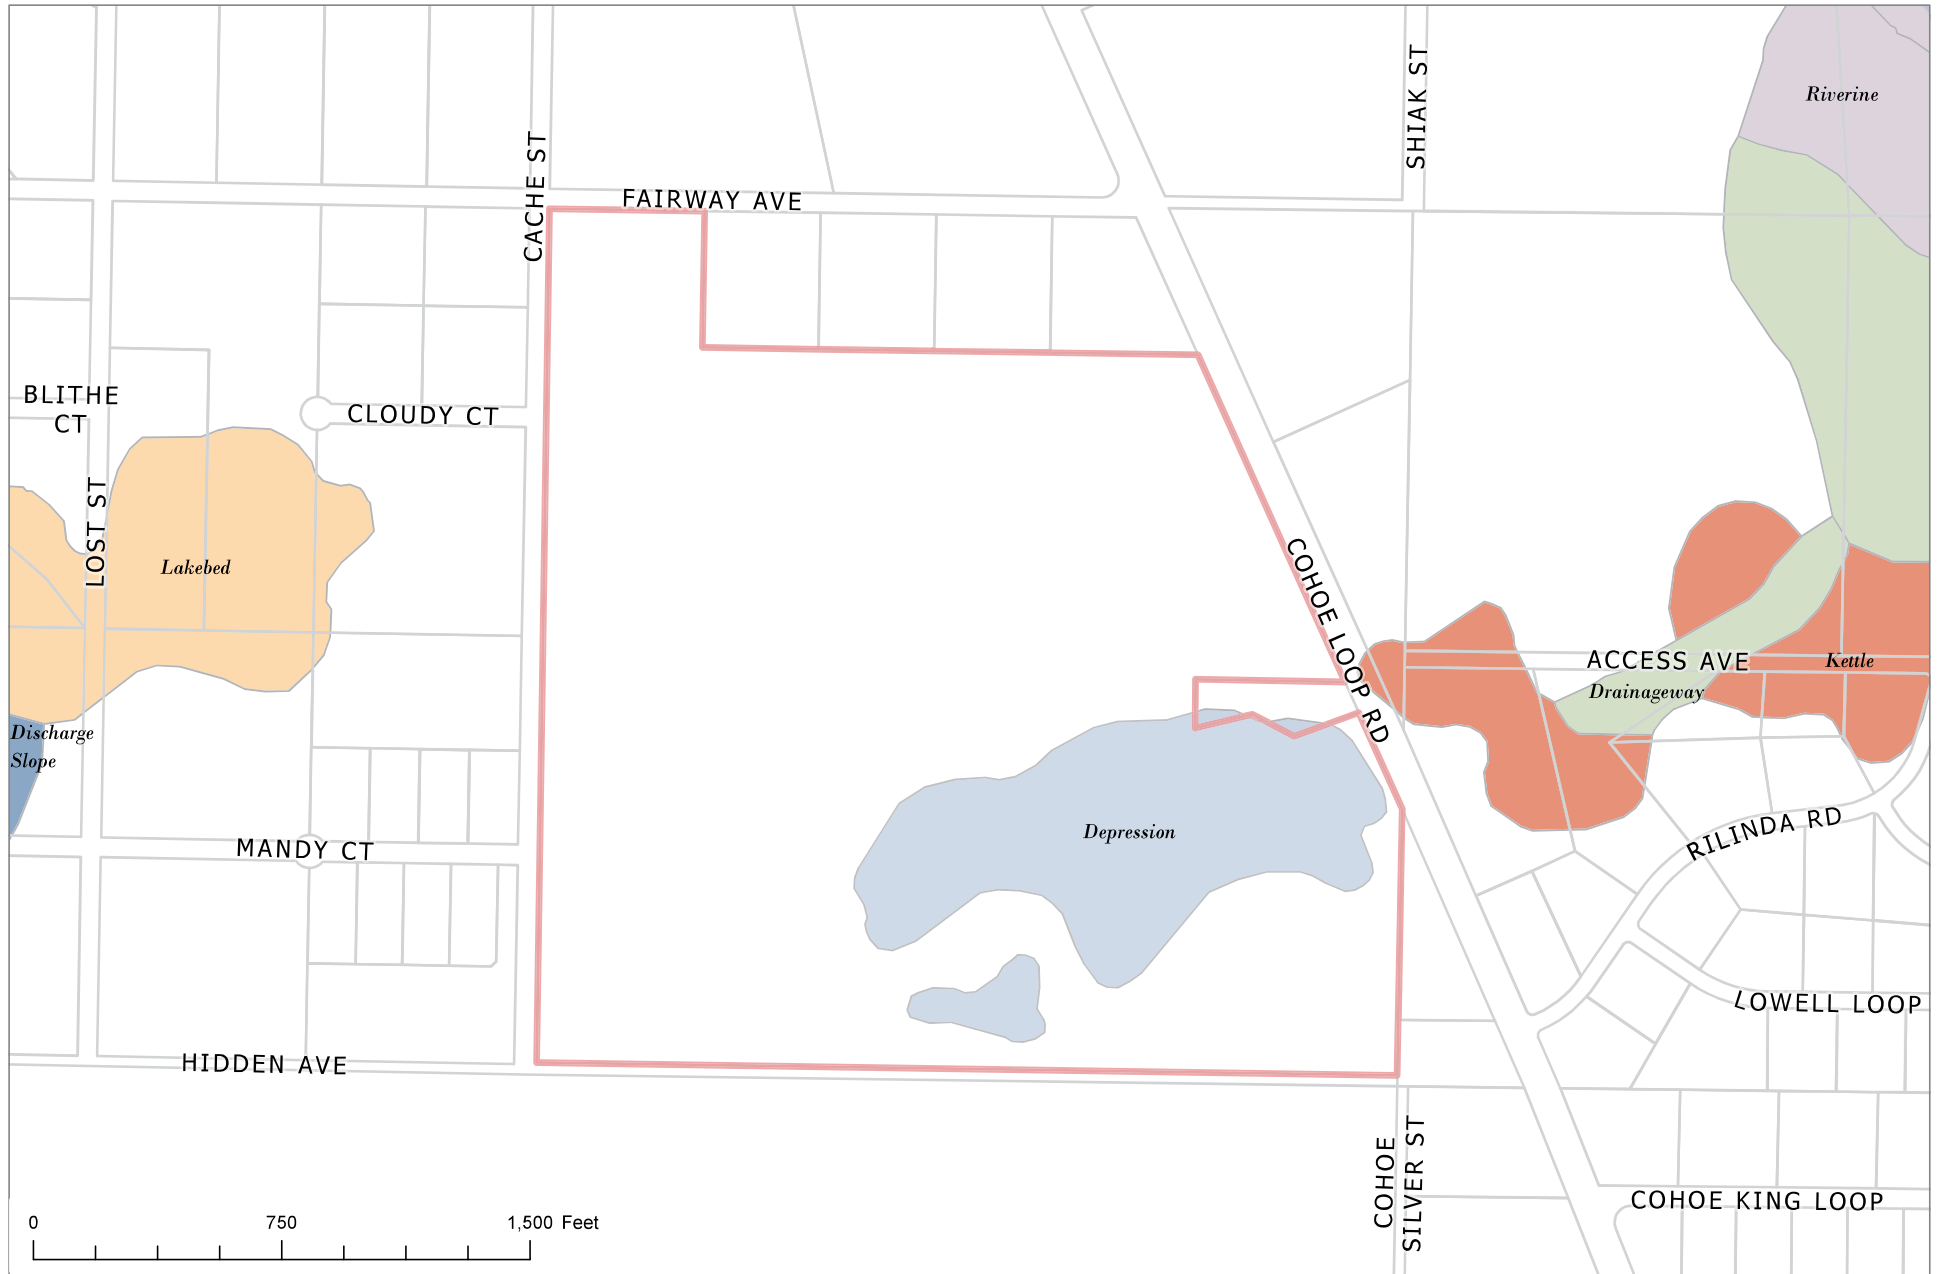 SHIAK ST
Riverine
CACHE ST
FAIRWAY AVE
BLITHE
CT
CLOUDY CT
LOST ST
Lakebed
COHOE LOOP RD
ACCESS AVE
Kettle
Drainageway
Discharge
Slope
Depression
MANDY CT
RILINDA RD
LOWELL LOOP
HIDDEN AVE
COHOE
SILVER ST
COHOE KING LOOP
0 750 1,500 Feet